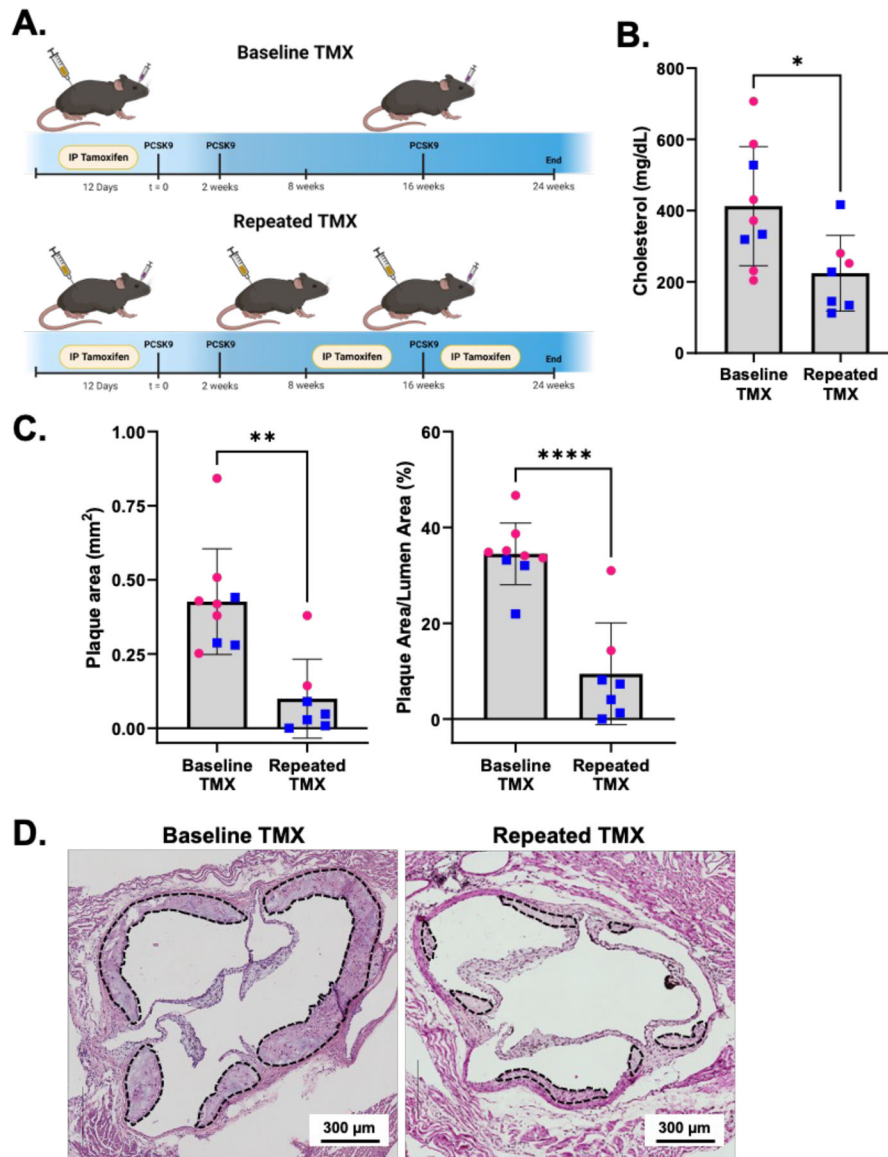 A.
Baseline TMX
IP Tamoxifen
PCSK9
PCSK9
PCSK9
End
12 Days
t = 0
2 weeks
8 weeks
16 weeks
24 weeks
Repeated TMX
IP Tamoxifen
PCSK9
PCSK9
IP Tamoxifen
PCSK9
IP Tamoxifen
End
12 Days
t = 0
2 weeks
8 weeks
16 weeks
24 weeks
B.
*
Cholesterol (mg/dL)
800
600
400
200
0
Baseline TMX
Repeated TMX
C.
**
Plaque area (mm²)
1.00
0.75
0.50
0.25
0.00
Baseline TMX
Repeated TMX
****
Plaque Area/Lumen Area (%)
60
40
20
0
Baseline TMX
Repeated TMX
D.
Baseline TMX
Repeated TMX
300 µm
300 µm